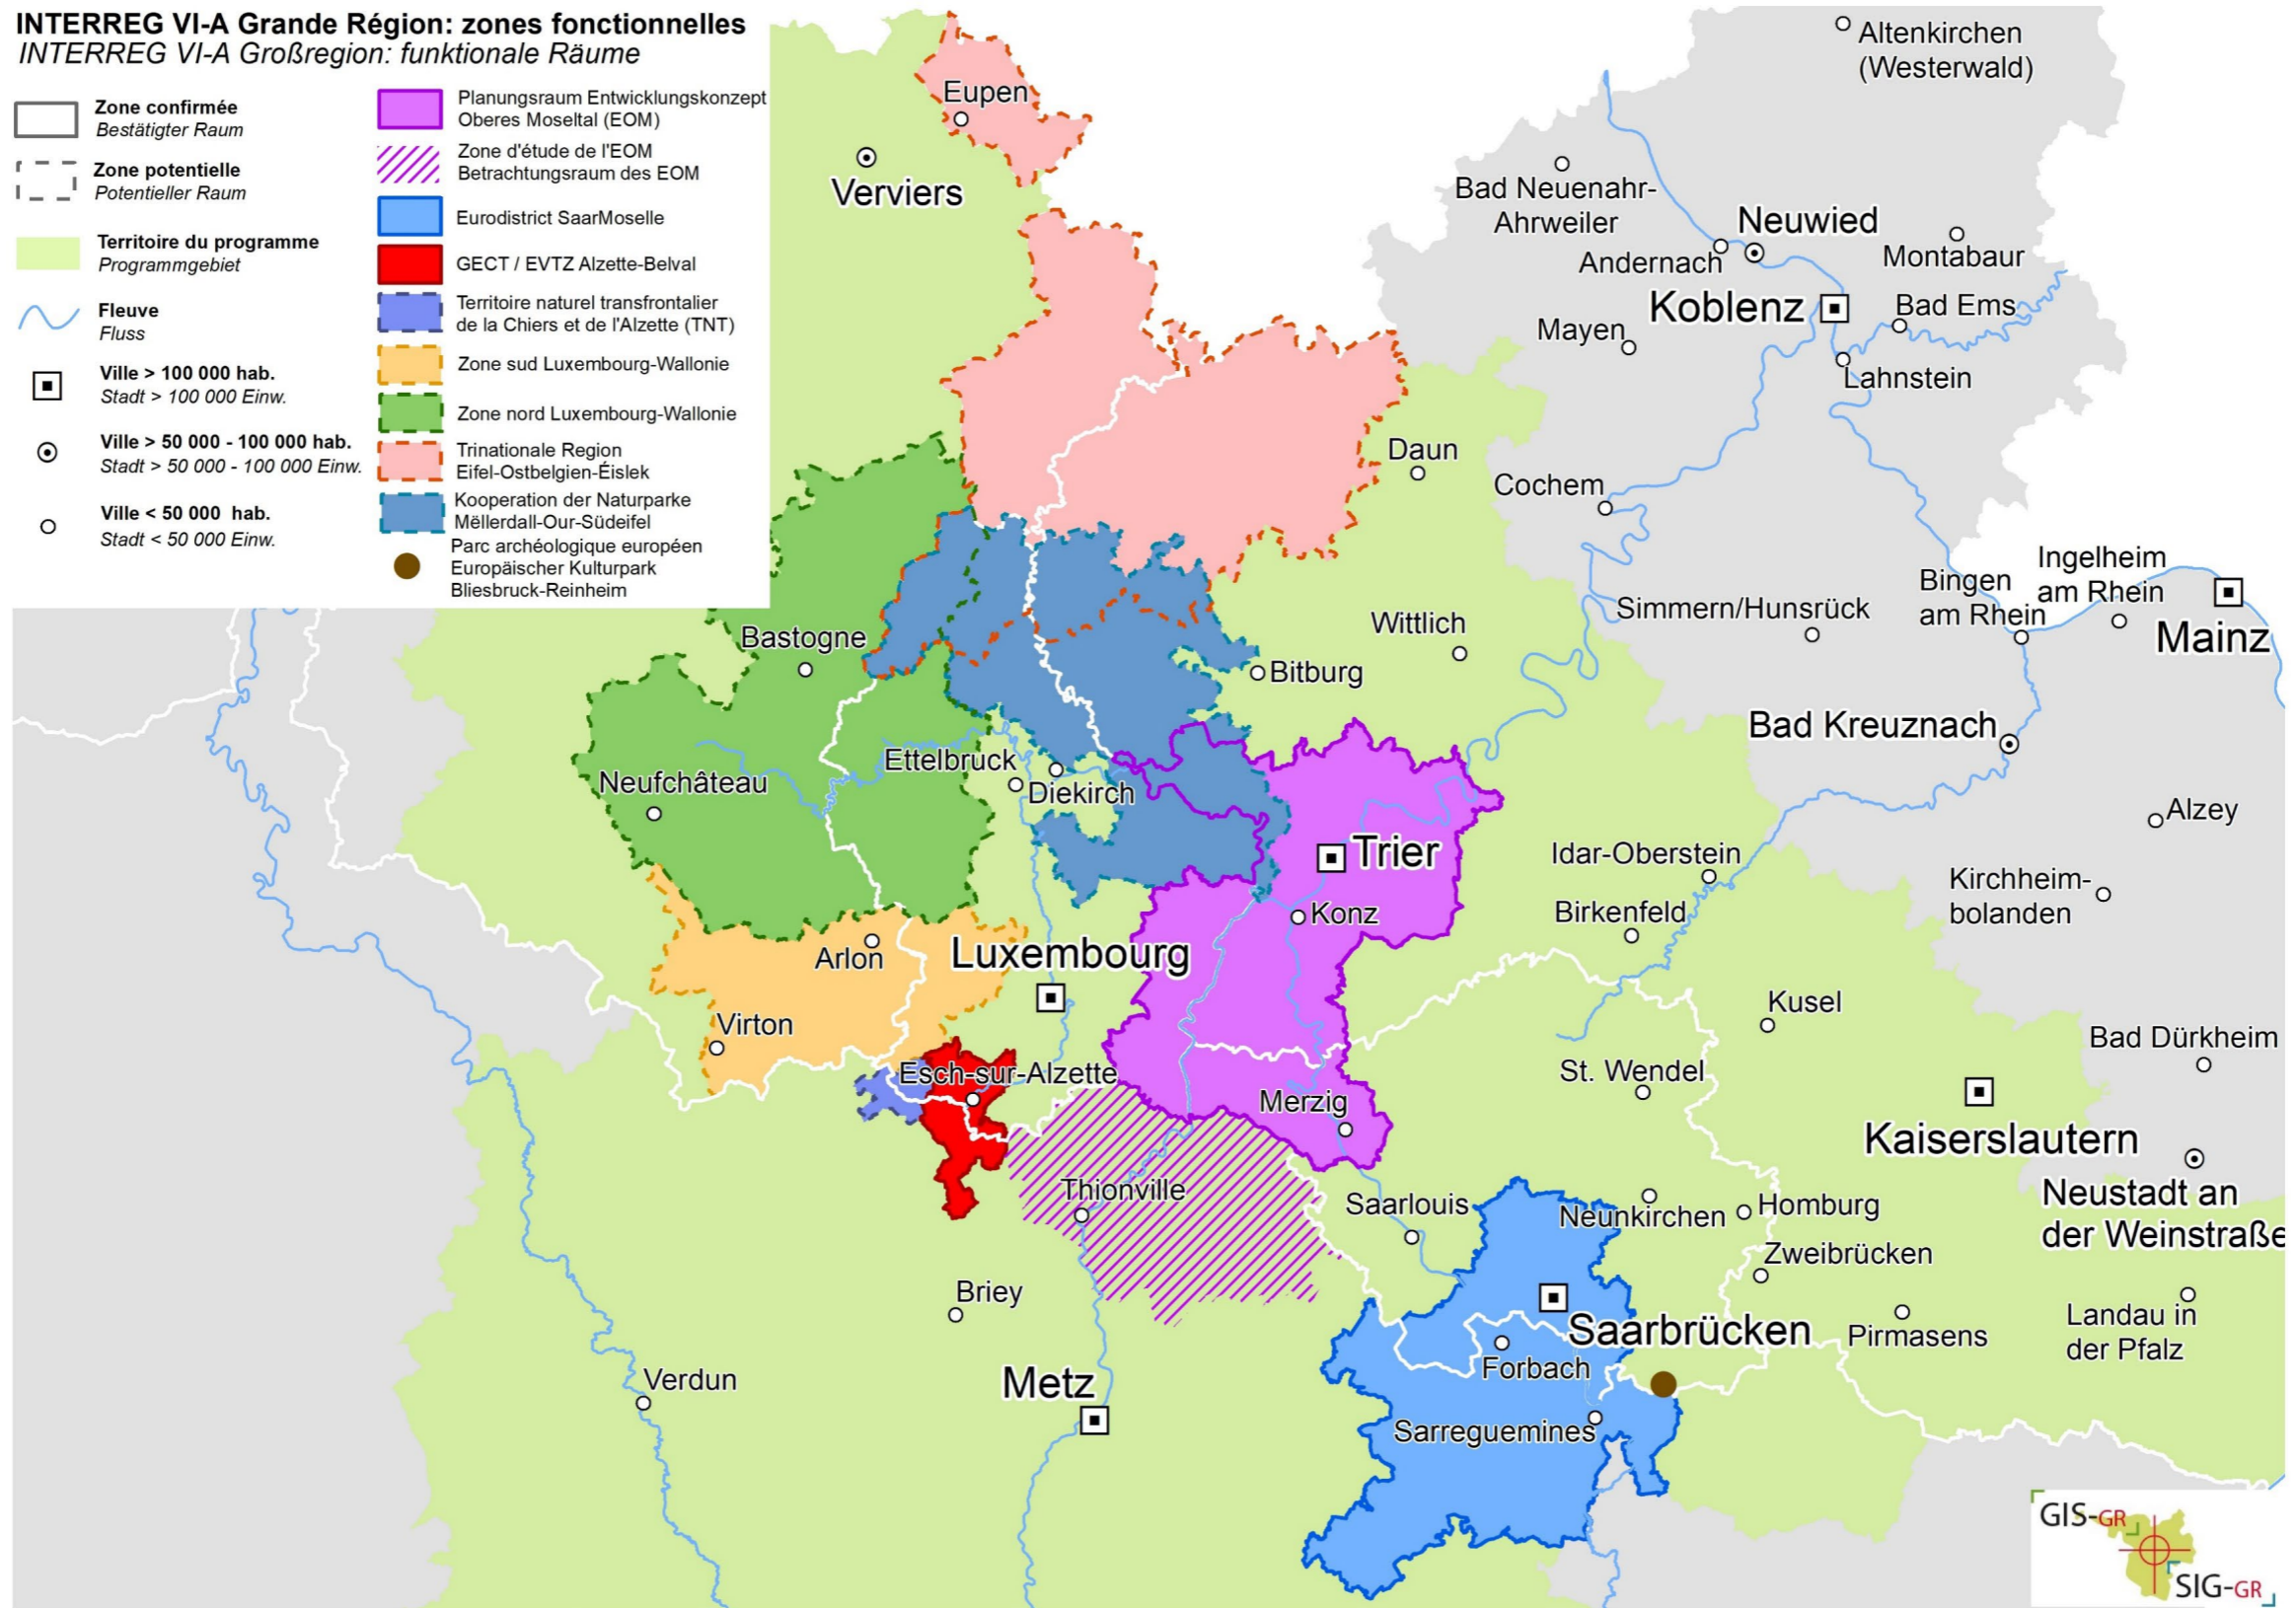 INTERREG VI-A Grande Région: zones fonctionnelles
INTERREG VI-A Großregion: funktionale Räume
Zone confirmée
Bestätigter Raum
Zone potentielle
Potentieller Raum
Territoire du programme
Programmgebiet
Fleuve
Fluss
Ville > 100 000 hab.
Stadt > 100 000 Einw.
Ville > 50 000 - 100 000 hab.
Stadt > 50 000 - 100 000 Einw.
Ville < 50 000 hab.
Stadt < 50 000 Einw.
Planungsraum Entwicklungskonzept
Oberes Moseltal (EOM)
Zone d'étude de l'EOM
Betrachtungsraum des EOM
Eurodistrict SaarMoselle
GECT / EVTZ Alzette-Belval
Territoire naturel transfrontalier
de la Chiers et de l'Alzette (TNT)
Zone sud Luxembourg-Wallonie
Zone nord Luxembourg-Wallonie
Trinationale Region
Eifel-Ostbelgien-Éislek
Kooperation der Naturparke
Mëllerdall-Our-Südeifel
Parc archéologique européen
Europäischer Kulturpark
Bliesbruck-Reinheim
Altenkirchen
(Westerwald)
Eupen
Verviers
Bad Neuenahr-
Ahrweiler
Neuwied
Andernach
Montabaur
Koblenz
Bad Ems
Mayen
Lahnstein
Daun
Cochem
Ingelheim
am Rhein
Bingen
am Rhein
Simmern/Hunsrück
Mainz
Wittlich
Bastogne
Bitburg
Bad Kreuznach
Ettelbruck
Diekirch
Neufchâteau
Alzey
Trier
Idar-Oberstein
Kirchheim-
bolanden
Konz
Birkenfeld
Arlon
Luxembourg
Kusel
Virton
Bad Dürkheim
Esch-sur-Alzette
St. Wendel
Merzig
Kaiserslautern
Thionville
Saarlouis
Neunkirchen
Homburg
Neustadt an
der Weinstraße
Zweibrücken
Briey
Saarbrücken
Pirmasens
Landau in
der Pfalz
Forbach
Verdun
Metz
Sarreguemines
GIS-GR
SIG-GR